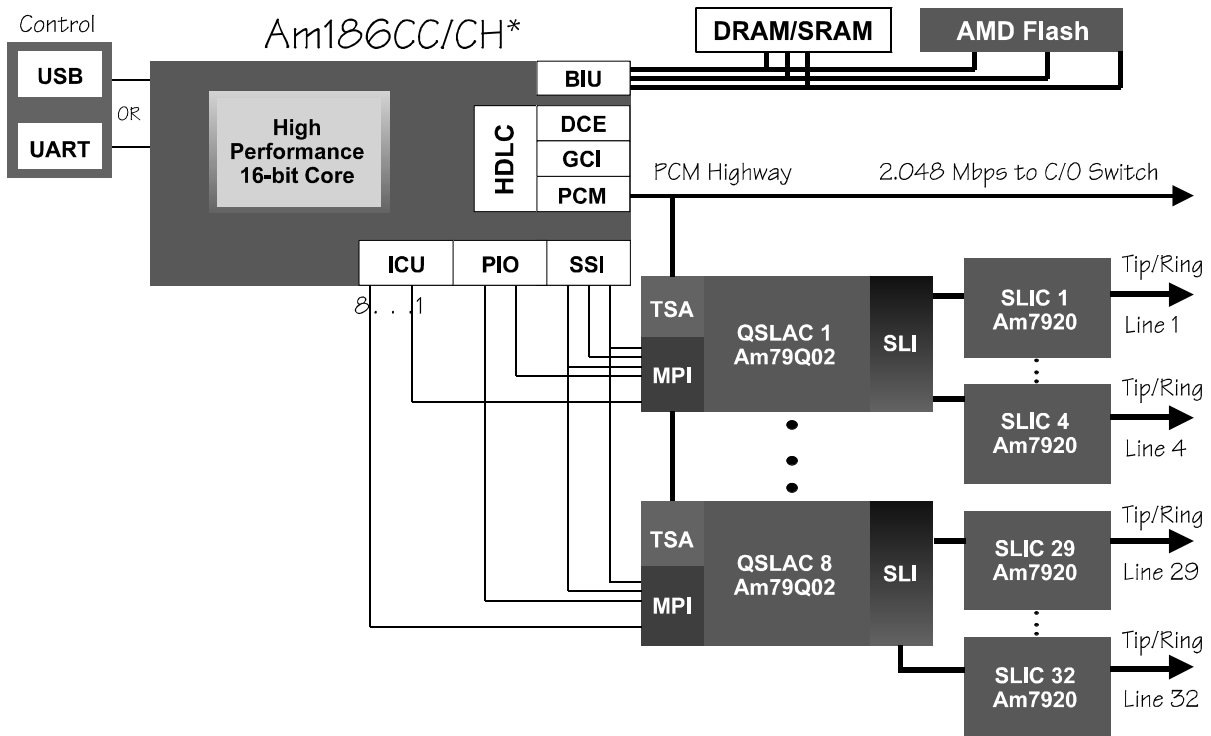 Control
Am186CC/CH*
DRAM/SRAM
AMD Flash
USB
OR
UART
High
Performance
16-bit Core
BIU
HDLC
DCE
GCI
PCM
PCM Highway
2.048 Mbps to C/O Switch
ICU
PIO
SSI
8. . .1
TSA
MPI
QSLAC 1
Am79Q02
SLI
SLIC 1
Am7920
Tip/Ring
Line 1
SLIC 4
Am7920
Tip/Ring
Line 4
TSA
MPI
QSLAC 8
Am79Q02
SLI
SLIC 29
Am7920
Tip/Ring
Line 29
SLIC 32
Am7920
Tip/Ring
Line 32